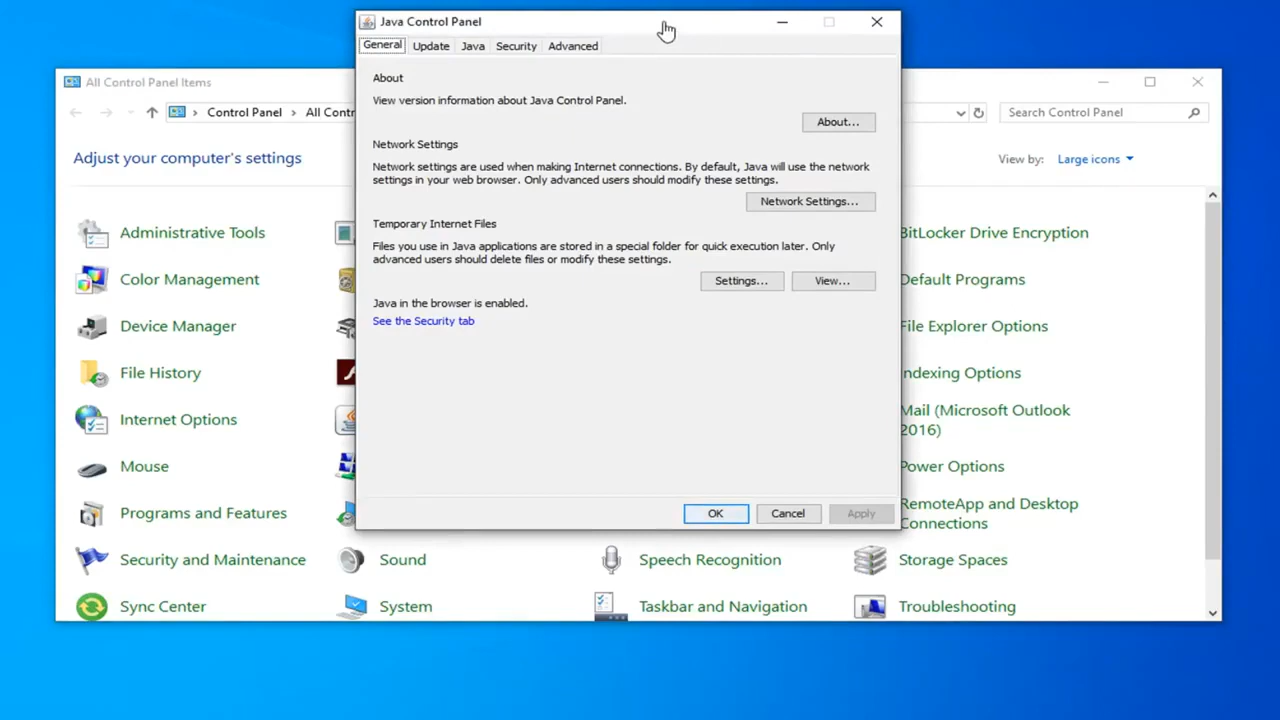 Java Control Panel
General Update Java Security Advanced
About
View version information about Java Control Panel.
About...
Network Settings
Network settings are used when making Internet connections. By default, Java will use the network
settings in your web browser. Only advanced users should modify these settings.
Network Settings...
Temporary Internet Files
Files you use in Java applications are stored in a special folder for quick execution later. Only
advanced users should delete files or modify these settings.
Settings... View...
Java in the browser is enabled.
See the Security tab
OK Cancel Apply
All Control Panel Items
Control Panel All Contr
Search Control Panel
Adjust your computer's settings
View by: Large icons
Administrative Tools
BitLocker Drive Encryption
Color Management
Default Programs
Device Manager
File Explorer Options
File History
Indexing Options
Internet Options
Mail (Microsoft Outlook
2016)
Mouse
Power Options
Programs and Features
RemoteApp and Desktop
Connections
Security and Maintenance
Sound
Speech Recognition
Storage Spaces
Sync Center
System
Taskbar and Navigation
Troubleshooting